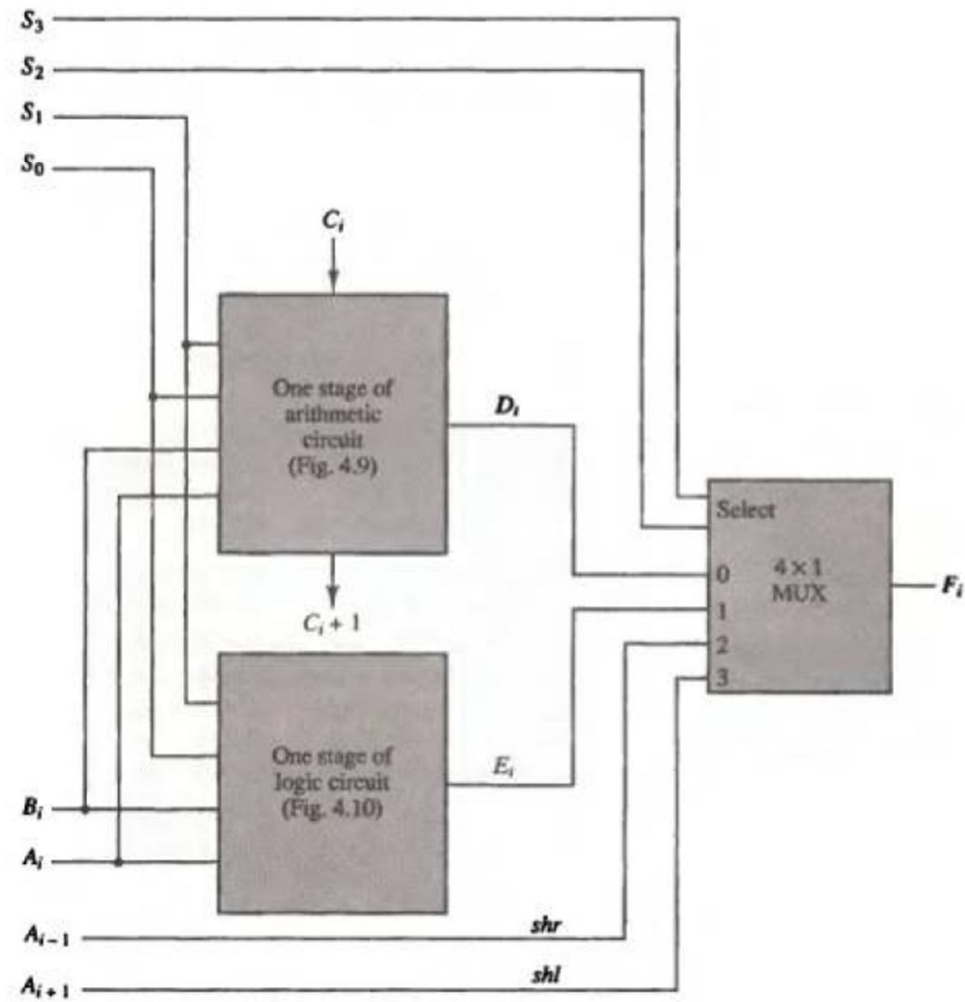 S₃
S₂
S₁
S₀
Cᵢ
One stage of
arithmetic
circuit
(Fig. 4.9)
Dᵢ
Select
0
1
2
3
4 × 1
MUX
Fᵢ
Cᵢ + 1
One stage of
logic circuit
(Fig. 4.10)
Eᵢ
Bᵢ
Aᵢ
Aᵢ₋₁
shr
Aᵢ₊₁
shl